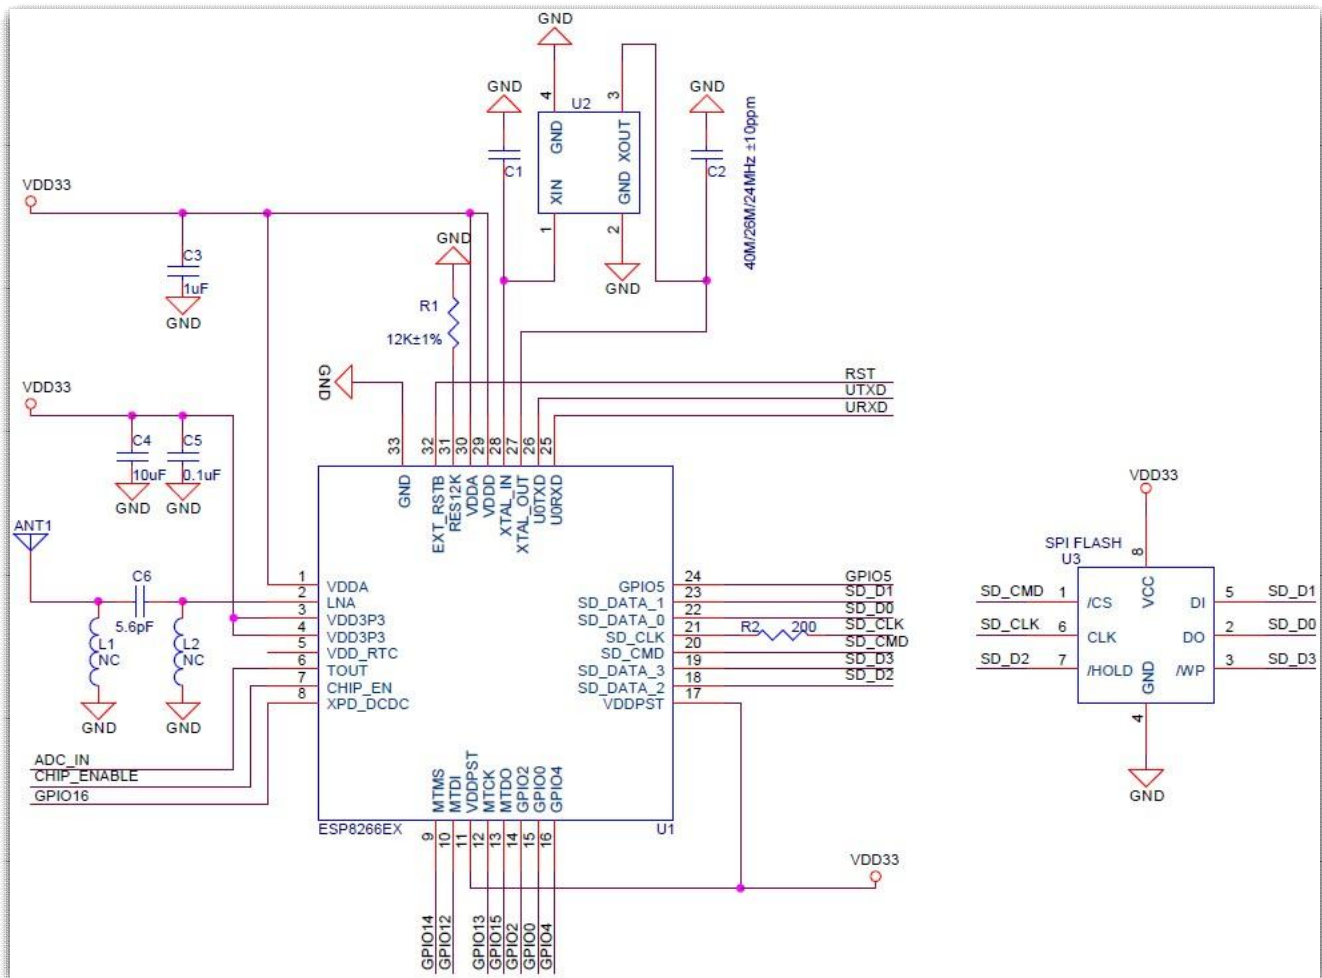 GND
GND
4
U2
3
GND
GND
XOUT
C1
C2
XIN
GND
40M/26M/24MHz ±10ppm
1
2
GND
VDD33
C3
1uF
GND
GND
R1
12K±1%
GND
VDD33
C4
10uF
GND
C5
0.1uF
GND
RST
UTXD
URXD
33
32
31
30
29
28
27
26
25
GND
EXT_RSTB
RES12K
VDDA
VDDD
XTAL_IN
XTAL_OUT
U0TXD
U0RXD
ANT1
C6
5.6pF
L1
NC
GND
L2
NC
GND
1 VDDA
2 LNA
3 VDD3P3
4 VDD3P3
5 VDD_RTC
6 TOUT
7 CHIP_EN
8 XPD_DCDC
GPIO5 24 GPIO5
SD_DATA_1 23 SD_D1
SD_DATA_0 22 SD_D0
SD_CLK 21 R2 200 SD_CLK
SD_CMD 20 SD_CMD
SD_DATA_3 19 SD_D3
SD_DATA_2 18 SD_D2
VDDPST 17
ADC_IN
CHIP_ENABLE
GPIO16
MTMS
MTDI
VDDPST
MTCK
MTDO
GPIO2
GPIO0
GPIO4
ESP8266EX
U1
9
10
11
12
13
14
15
16
GPIO14
GPIO12
GPIO13
GPIO15
GPIO2
GPIO0
GPIO4
VDD33
VDD33
SPI FLASH
U3
8
VCC
SD_CMD 1 /CS
DI 5 SD_D1
SD_CLK 6 CLK
DO 2 SD_D0
SD_D2 7 /HOLD
GND
/WP 3 SD_D3
4
GND